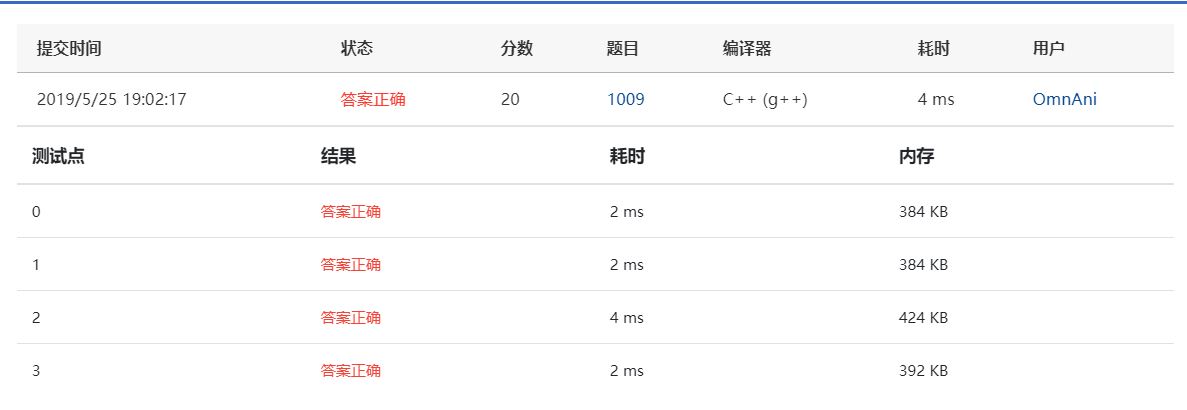 提交时间 状态 分数 题目 编译器 耗时 用户
2019/5/25 19:02:17 答案正确 20 1009 C++ (g++) 4 ms OmnAni
测试点 结果 耗时 内存
0 答案正确 2 ms 384 KB
1 答案正确 2 ms 384 KB
2 答案正确 4 ms 424 KB
3 答案正确 2 ms 392 KB